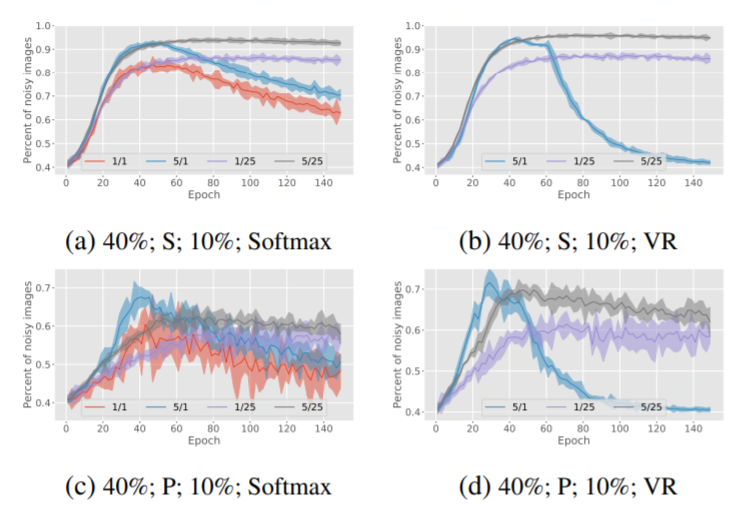 Percent of noisy images
1.0
0.9
0.8
0.7
0.6
0.5
0.4
1/1 5/1 1/25 5/25
0 20 40 60 80 100 120 140
Epoch
(a) 40%; S; 10%; Softmax
Percent of noisy images
1.0
0.9
0.8
0.7
0.6
0.5
0.4
5/1 1/25 5/25
0 20 40 60 80 100 120 140
Epoch
(b) 40%; S; 10%; VR
Percent of noisy images
0.7
0.6
0.5
0.4
1/1 5/1 1/25 5/25
0 20 40 60 80 100 120 140
Epoch
(c) 40%; P; 10%; Softmax
Percent of noisy images
0.7
0.6
0.5
0.4
5/1 1/25 5/25
0 20 40 60 80 100 120 140
Epoch
(d) 40%; P; 10%; VR